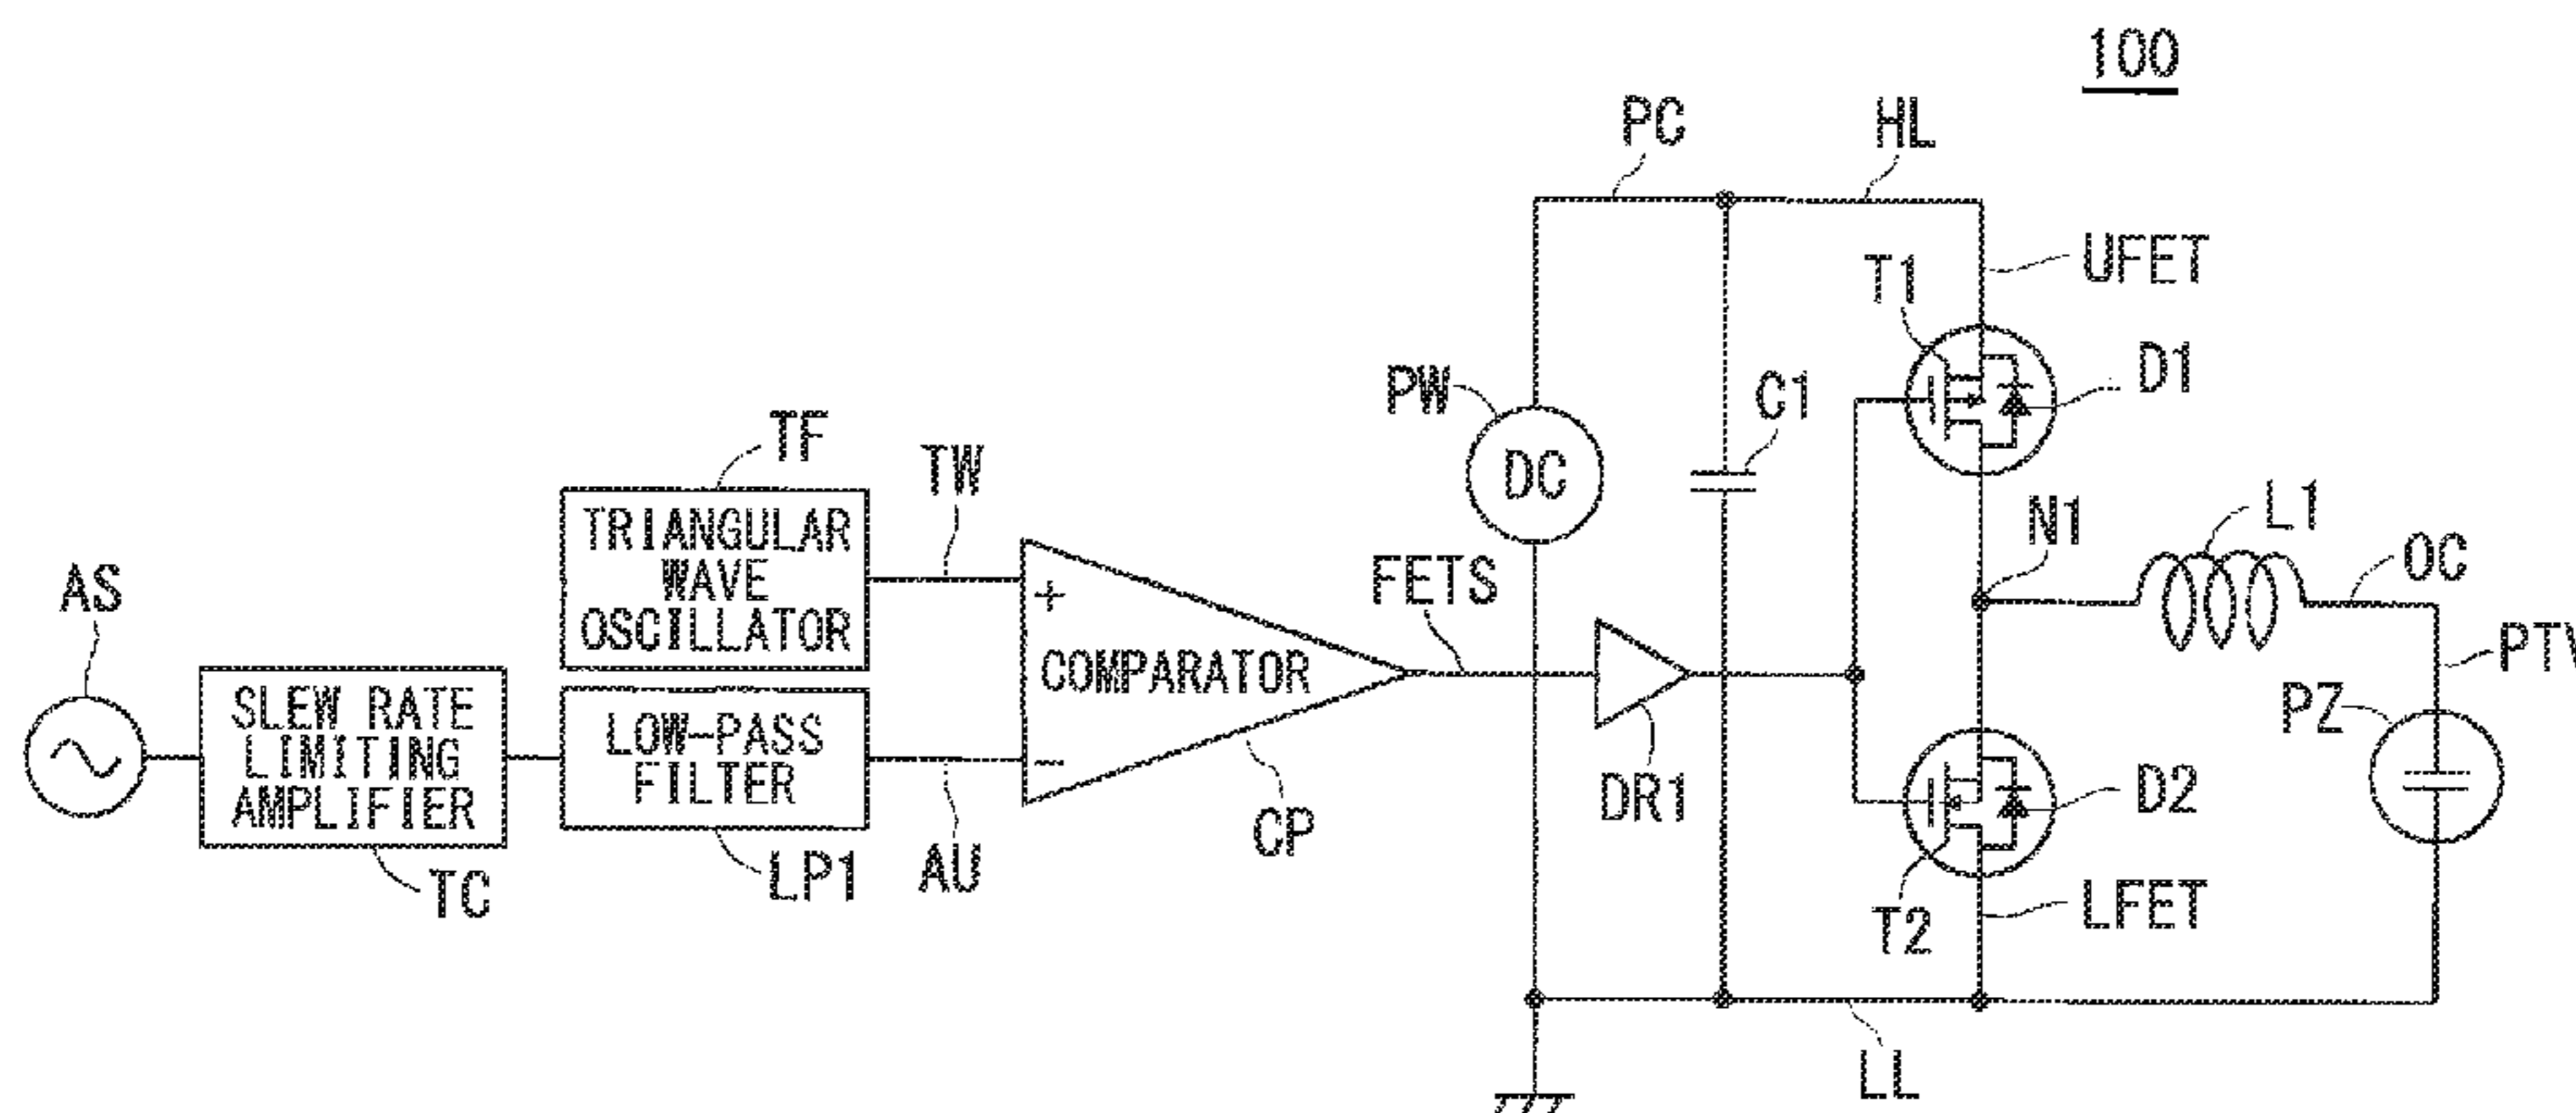 100
PC
HL
UFET
T1
D1
PW
DC
C1
TF
TW
TRIANGULAR
WAVE
OSCILLATOR
N1
L1
OC
AS
FETS
+
COMPARATOR
PTV
PZ
SLEW RATE
LIMITING
AMPLIFIER
LOW-PASS
FILTER
−
DR1
D2
CP
TC
LP1
AU
T2
LFET
LL